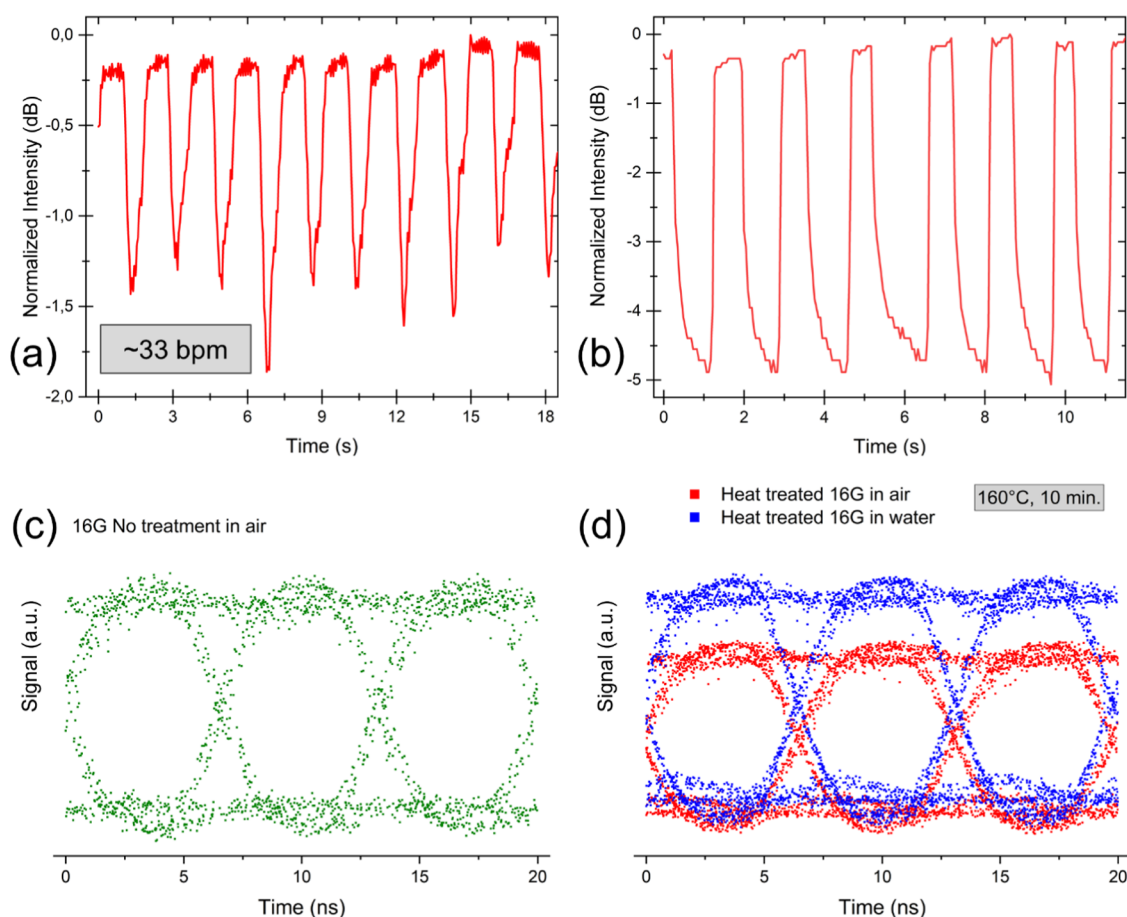 0,0
-0,5
-1,0
-1,5
-2,0
Normalized Intensity (dB)
(a)
~33 bpm
0 3 6 9 12 15 18
Time (s)
0
-1
-2
-3
-4
-5
Normalized Intensity (dB)
(b)
0 2 4 6 8 10
Time (s)
(c)
16G No treatment in air
Signal (a.u.)
0 5 10 15 20
Time (ns)
Heat treated 16G in air
Heat treated 16G in water
160°C, 10 min.
(d)
Signal (a.u.)
0 5 10 15 20
Time (ns)